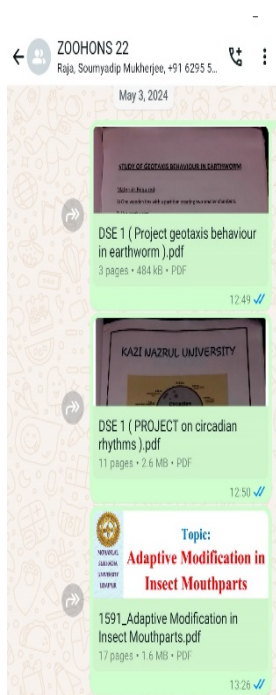 ZOOHONS 22
Raja, Soumyadip Mukherjee, +91 6295 5...
May 3, 2024
STUDY OF GEOTAXIS BEHAVIOUR IN EARTHWORM
DSE 1 ( Project geotaxis behaviour
in earthworm ).pdf
3 pages • 484 kB • PDF
12:49
KAZI NAZRUL UNIVERSITY
DSE 1 ( PROJECT on circadian
rhythms ).pdf
11 pages • 2.6 MB • PDF
12:50
Topic:
Adaptive Modification in
Insect Mouthparts
1591_Adaptive Modification in
Insect Mouthparts.pdf
17 pages • 1.6 MB • PDF
13:26